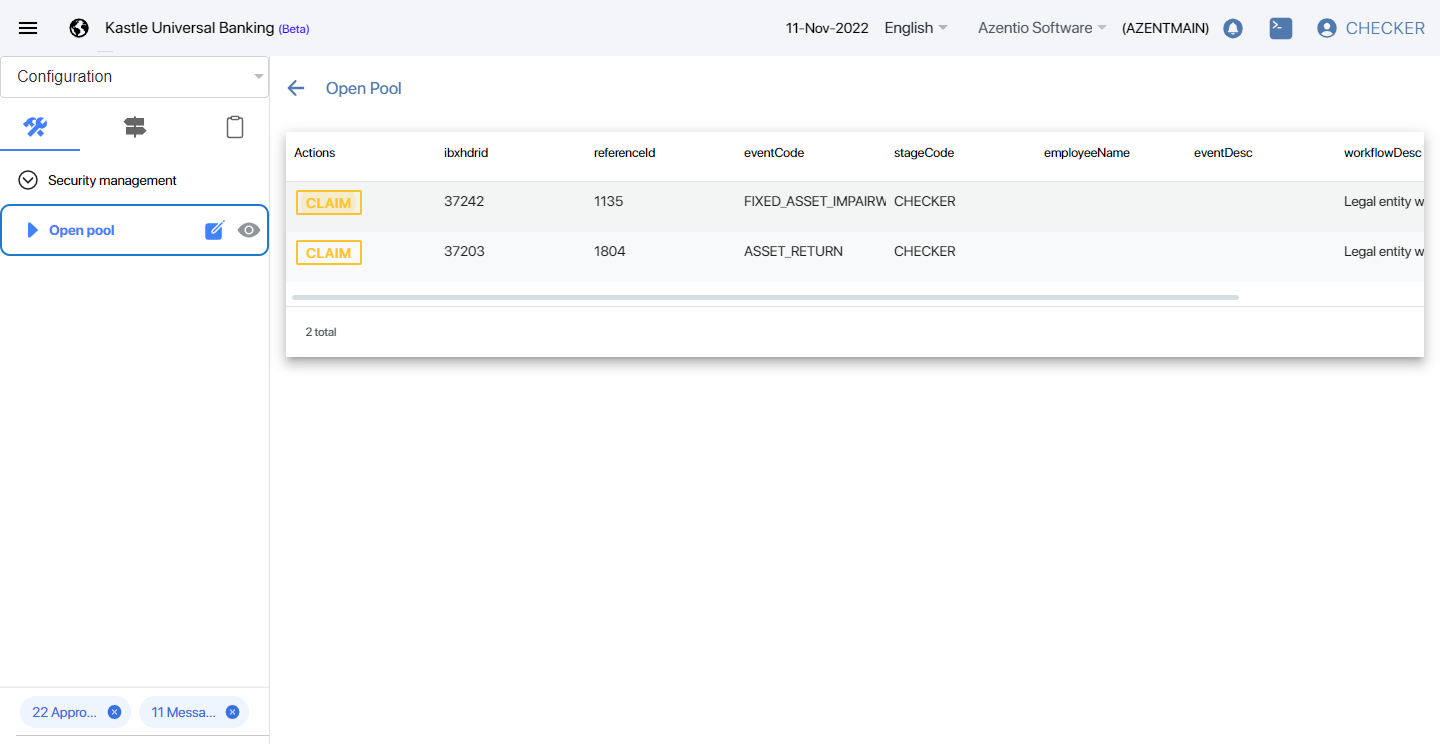 Kastle Universal Banking (Beta)
11-Nov-2022 English Azentio Software (AZENTMAIN) CHECKER
Configuration
Open Pool
Security management
Open pool
Actions ibxhdrid referenceId eventCode stageCode employeeName eventDesc workflowDesc
CLAIM 37242 1135 FIXED_ASSET_IMPAIRW CHECKER Legal entity w
CLAIM 37203 1804 ASSET_RETURN CHECKER Legal entity w
2 total
22 Appro... 11 Messa...